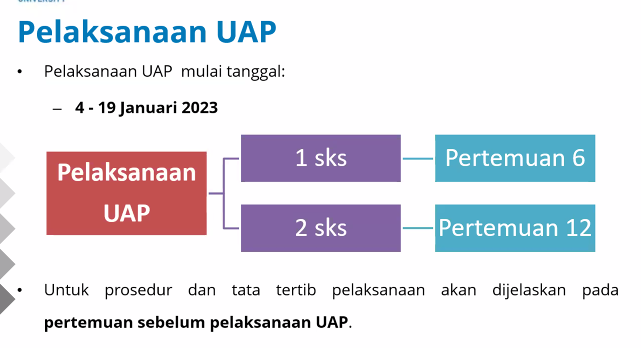 Pelaksanaan UAP
• Pelaksanaan UAP mulai tanggal:
– 4 - 19 Januari 2023
Pelaksanaan
UAP
1 sks
Pertemuan 6
2 sks
Pertemuan 12
• Untuk prosedur dan tata tertib pelaksanaan akan dijelaskan pada
pertemuan sebelum pelaksanaan UAP.